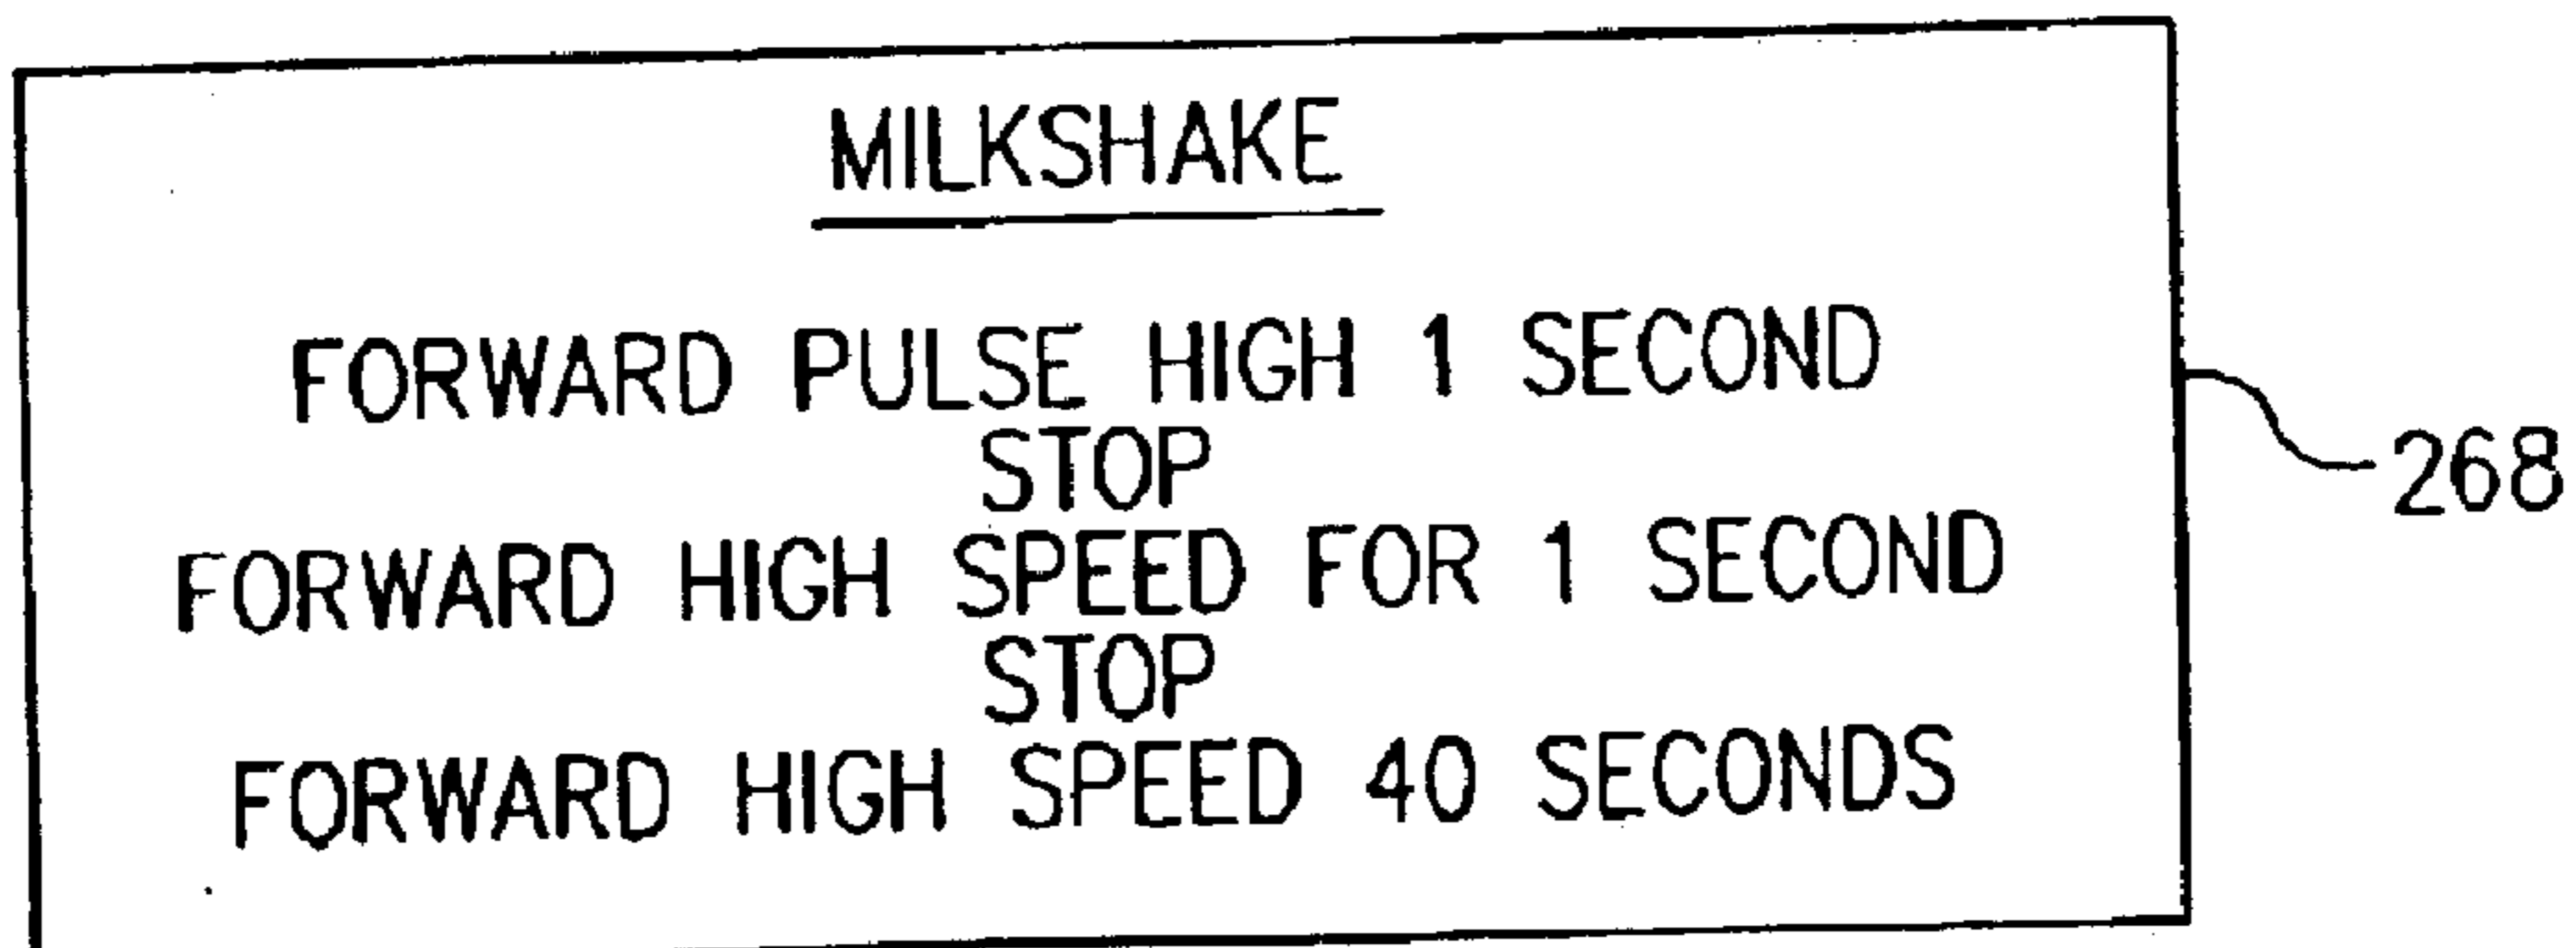 MILKSHAKE
FORWARD PULSE HIGH 1 SECOND
STOP
FORWARD HIGH SPEED FOR 1 SECOND
STOP
FORWARD HIGH SPEED 40 SECONDS
268